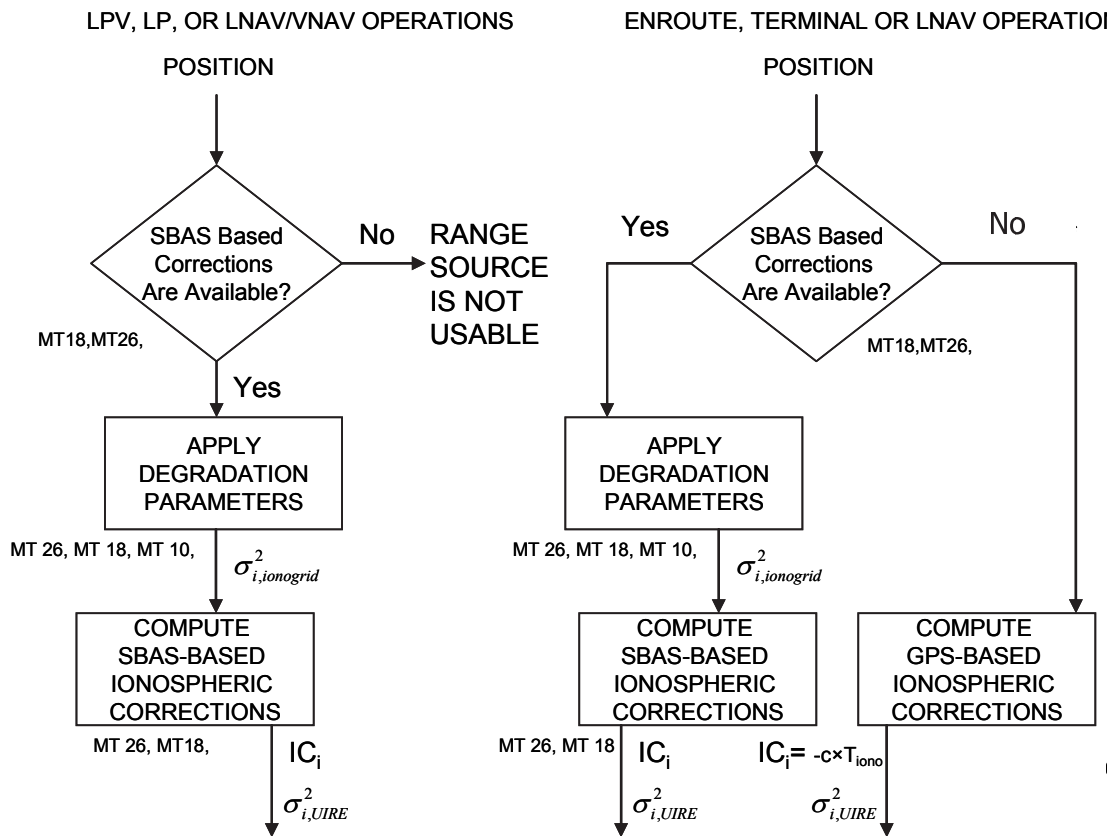 LPV, LP, OR LNAV/VNAV OPERATIONS
POSITION
SBAS Based
Corrections
Are Available?
No
RANGE
SOURCE
IS NOT
USABLE
MT18,MT26,
Yes
APPLY
DEGRADATION
PARAMETERS
MT 26, MT 18, MT 10,
σ²i,ionogrid
COMPUTE
SBAS-BASED
IONOSPHERIC
CORRECTIONS
MT 26, MT18,
ICi
σ²i,UIRE
ENROUTE, TERMINAL OR LNAV OPERATIO
POSITION
Yes
SBAS Based
Corrections
Are Available?
No
MT18,MT26,
APPLY
DEGRADATION
PARAMETERS
MT 26, MT 18, MT 10,
σ²i,ionogrid
COMPUTE
SBAS-BASED
IONOSPHERIC
CORRECTIONS
MT 26, MT 18
ICi
σ²i,UIRE
COMPUTE
GPS-BASED
IONOSPHERIC
CORRECTIONS
ICi= -c×Tiono
σ²i,UIRE